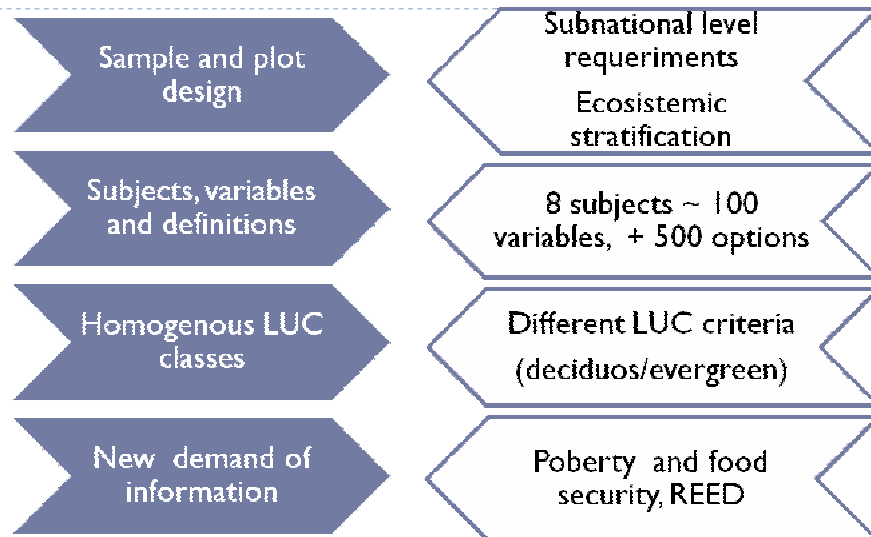 Sample and plot
design
Subnational level
requeriments
Ecosistemic
stratification
Subjects, variables
and definitions
8 subjects ~ 100
variables, + 500 options
Homogenous LUC
classes
Different LUC criteria
(deciduos/evergreen)
New demand of
information
Poberty and food
security, REED